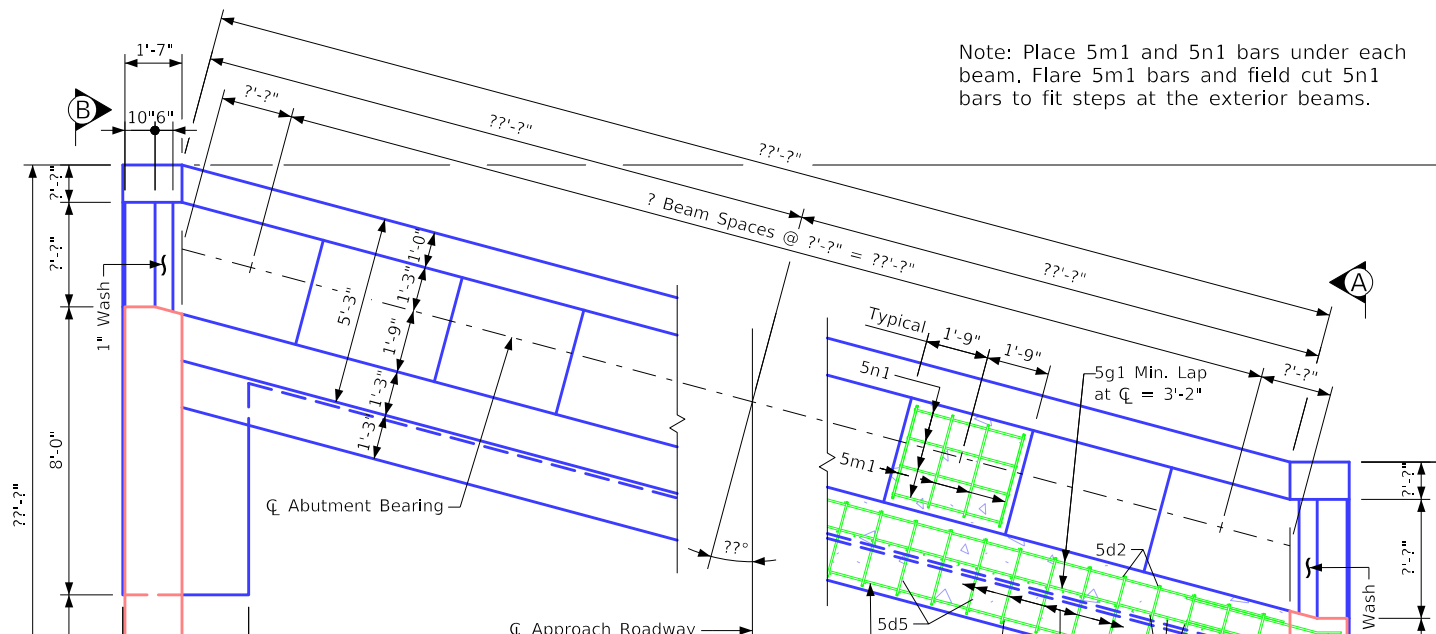 Note: Place 5m1 and 5n1 bars under each
beam. Flare 5m1 bars and field cut 5n1
bars to fit steps at the exterior beams.
1'-7"
B
10"
6"
?'-?"
??'-?"
??'-?"
? Beam Spaces @ ?'-?" = ??'-?"
??'-?"
A
?'-?"
?'-?"
1" Wash
8'-0
??'-?"
5'-3"
1'-0"
1'-3"
1'-9"
1'-3"
1'-3"
℄ Abutment Bearing
??°
℄ Approach Roadway
Typical
1'-9"
1'-9"
5n1
5m1
5g1 Min. Lap
at ℄ = 3'-2"
?'-?"
5d2
5d5
?'-?"
?'-?"
Wash